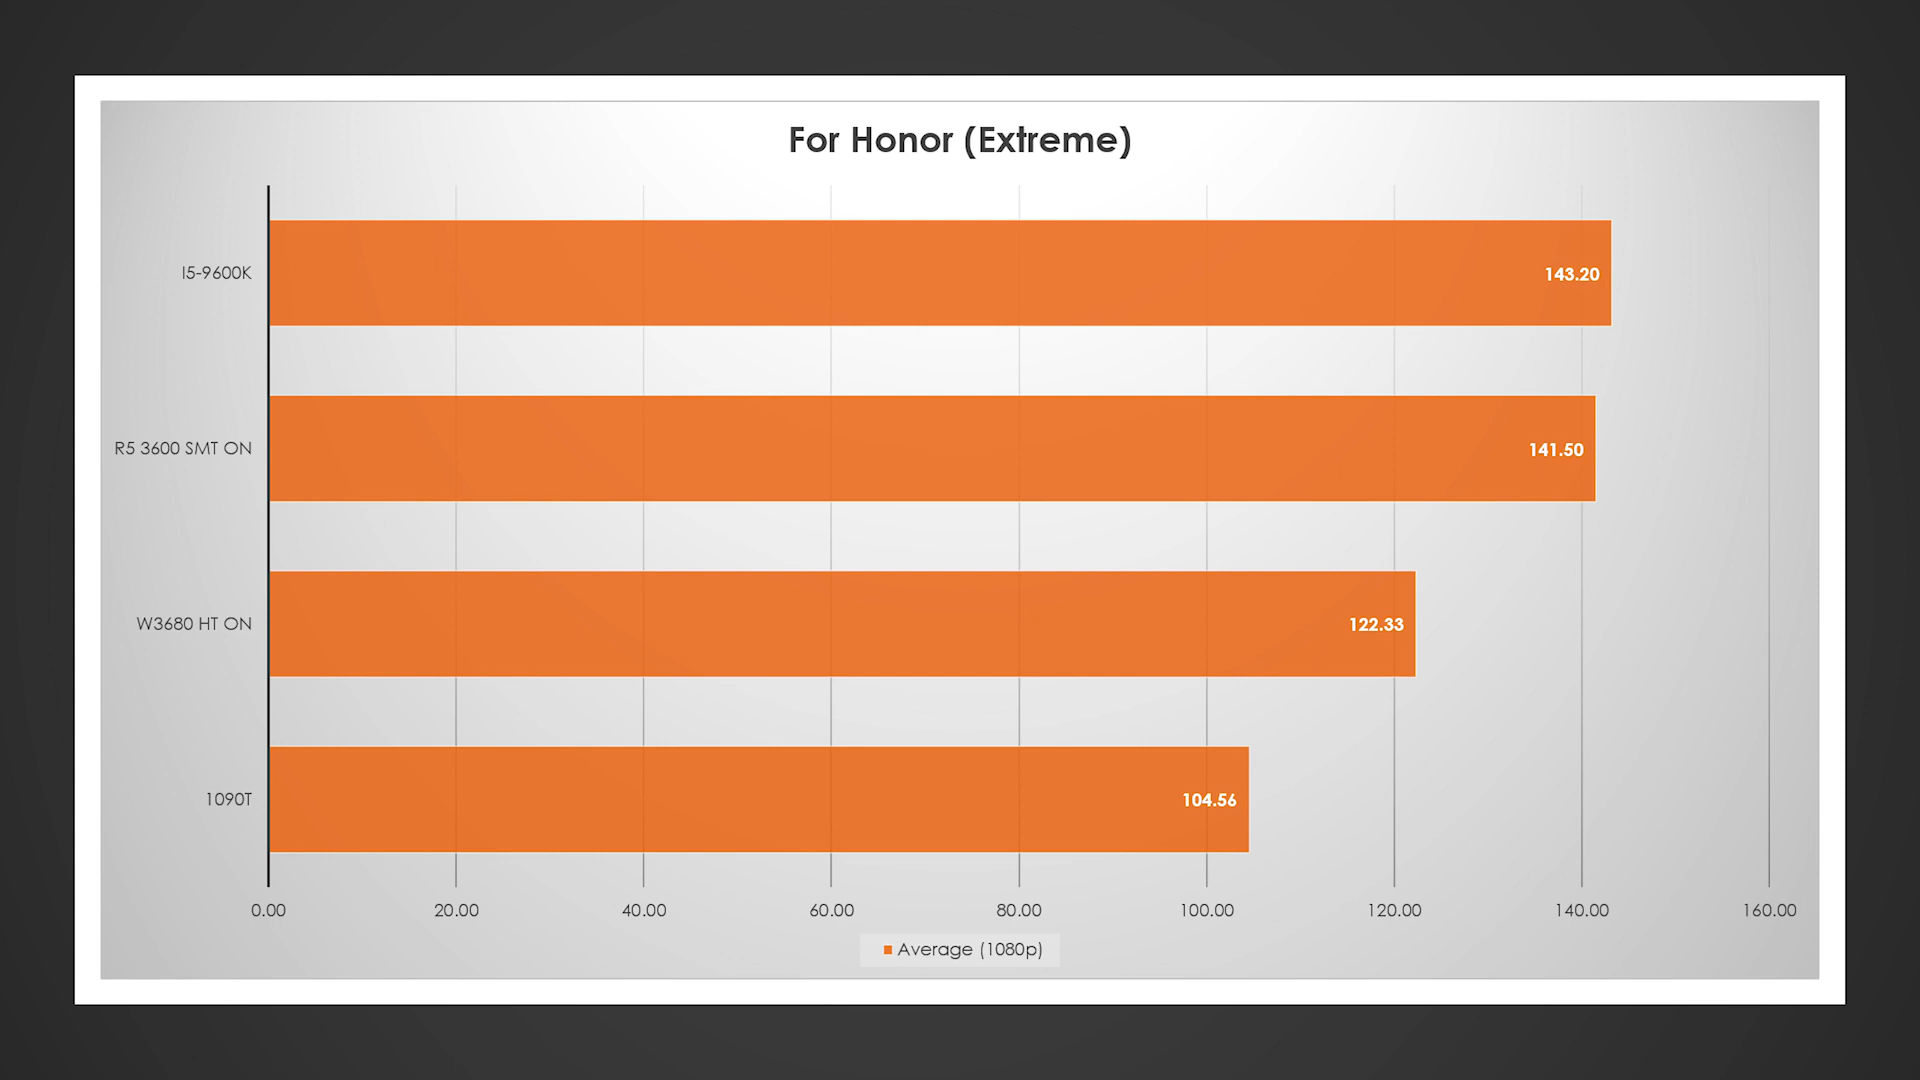 For Honor (Extreme)
I5-9600K
143.20
R5 3600 SMT ON
141.50
W3680 HT ON
122.33
1090T
104.56
0.00 20.00 40.00 60.00 80.00 100.00 120.00 140.00 160.00
Average (1080p)